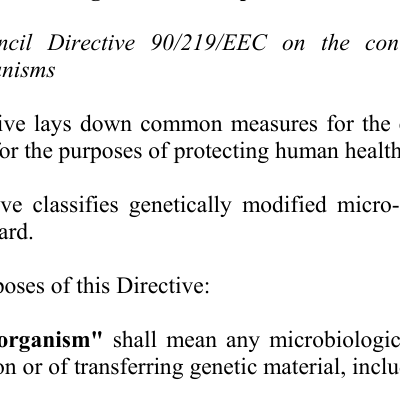 ncil Directive 90/219/EEC on the con
nisms
ive lays down common measures for the
for the purposes of protecting human health
ve classifies genetically modified micro-
ard.
poses of this Directive:
organism" shall mean any microbiologic
on or of transferring genetic material, inclu